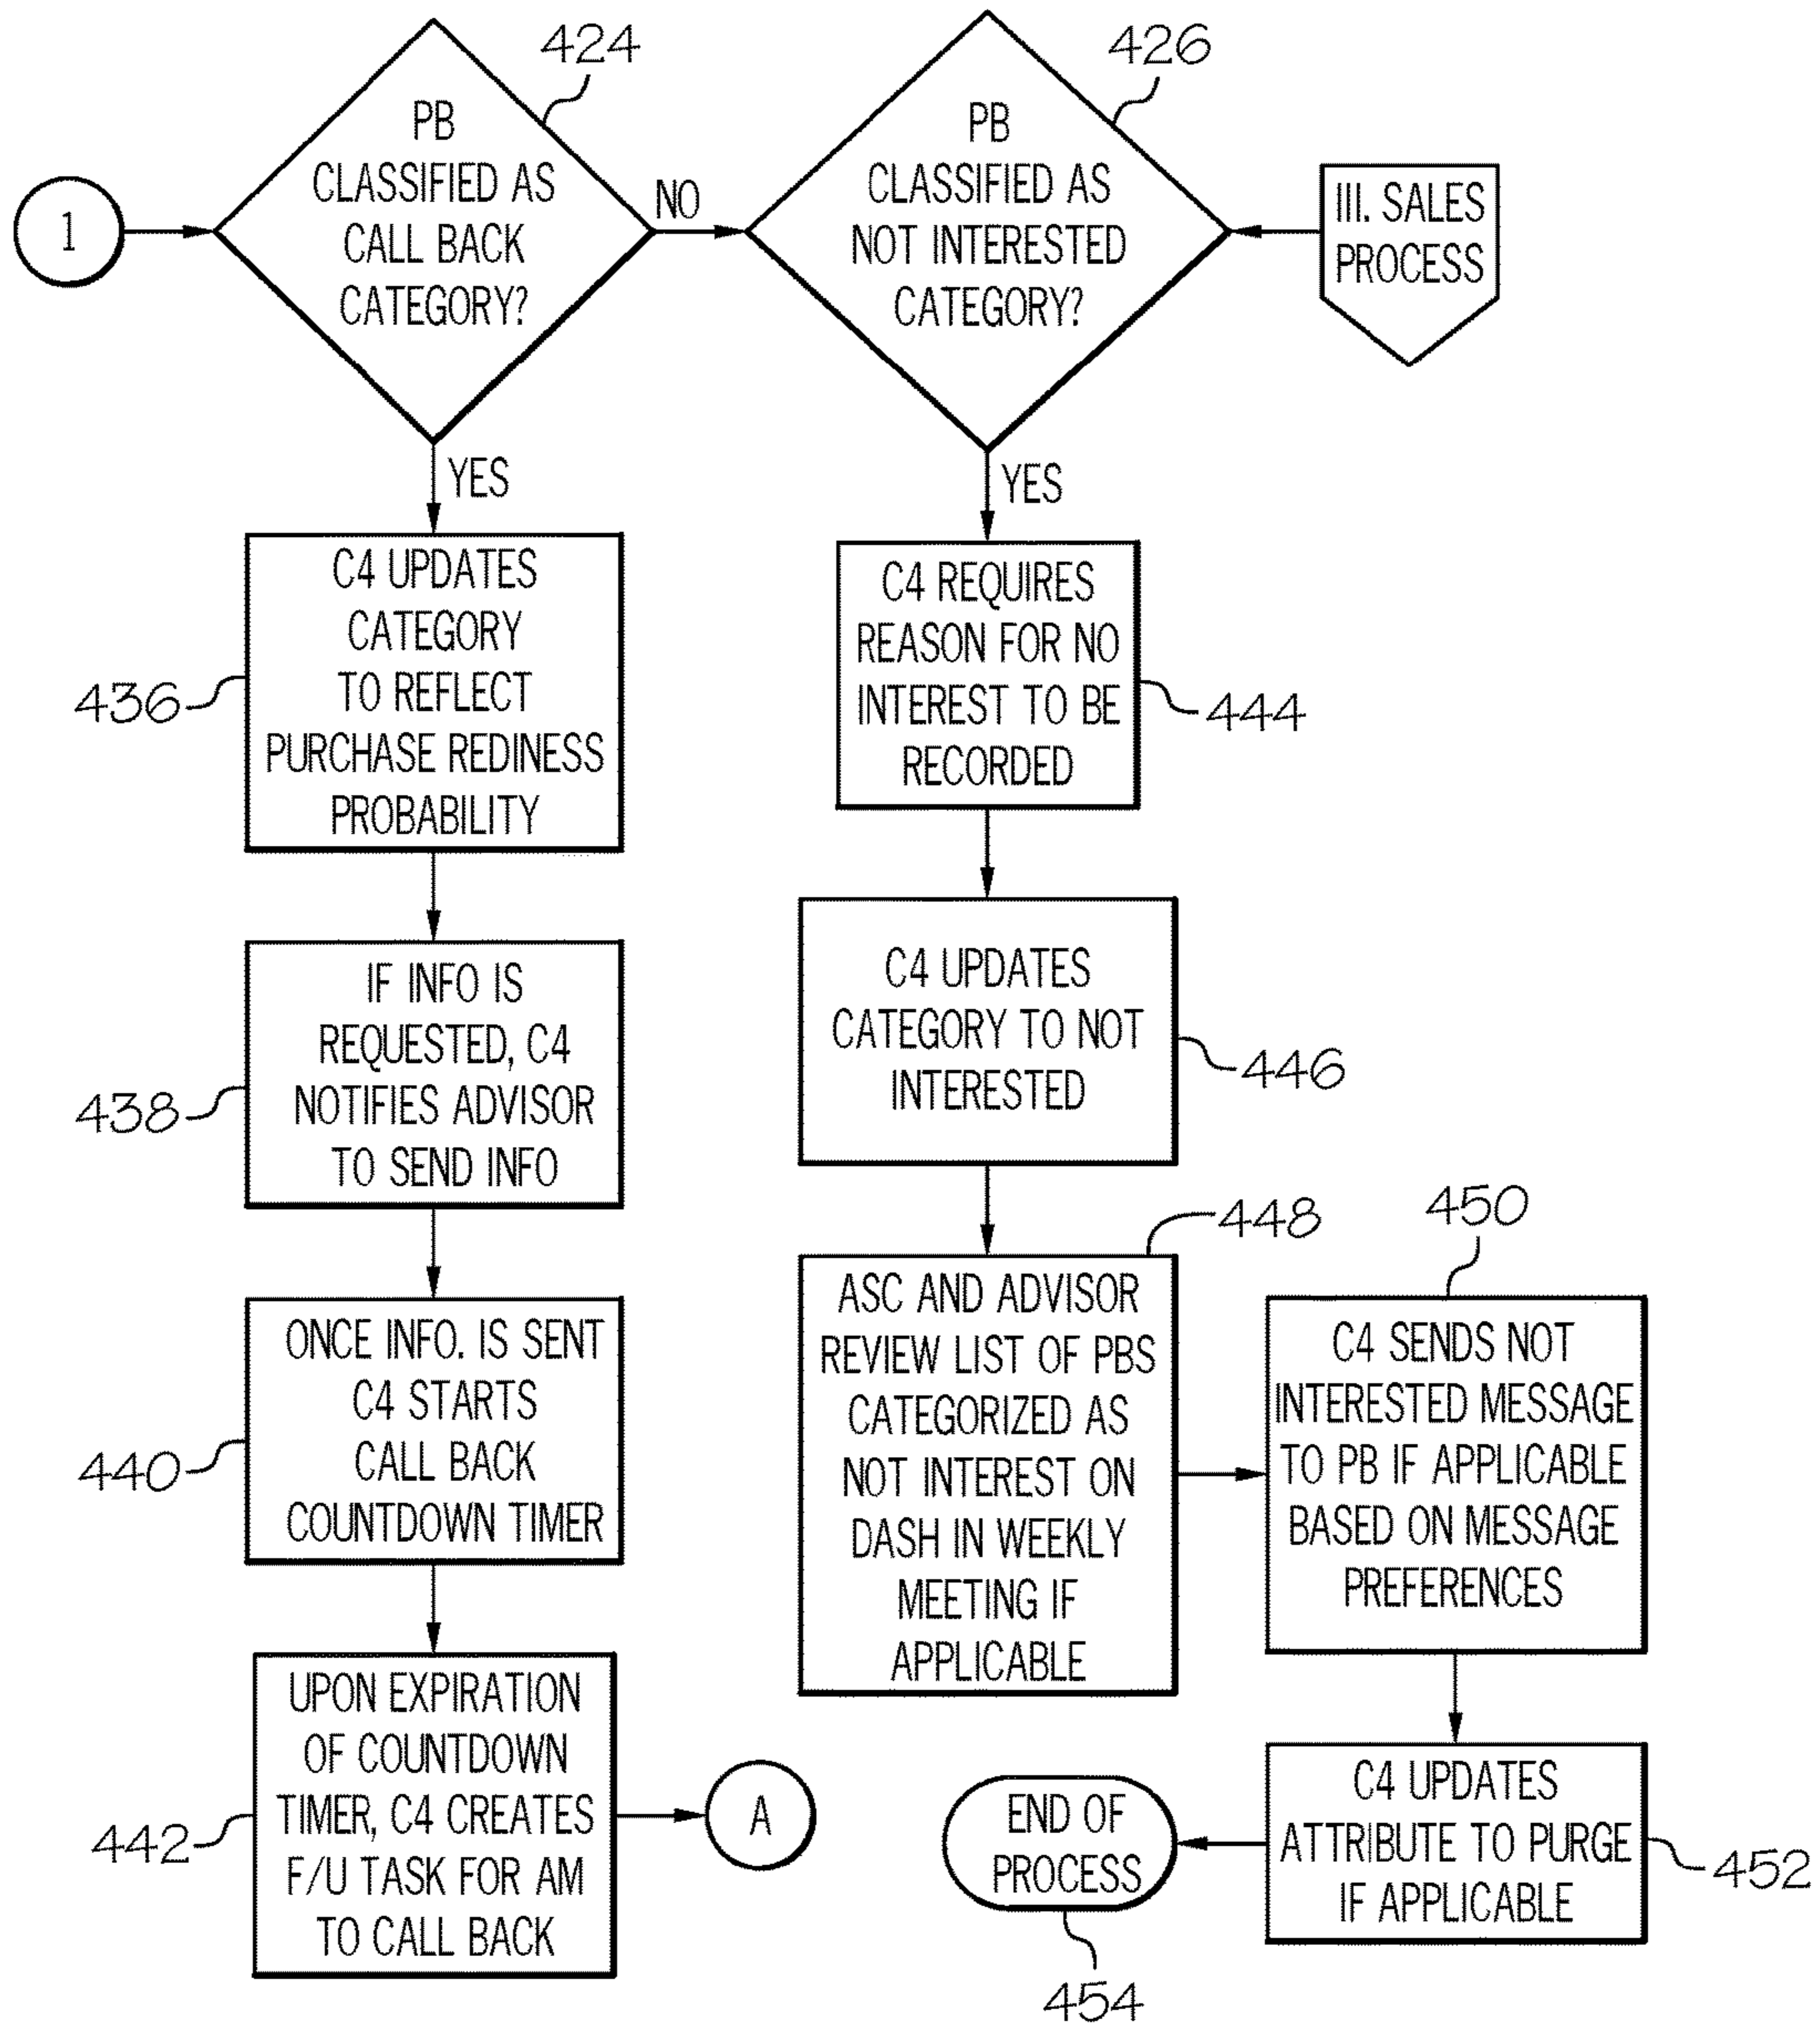 424
426
1
PB
CLASSIFIED AS
CALL BACK
CATEGORY?
NO
PB
CLASSIFIED AS
NOT INTERESTED
CATEGORY?
III. SALES
PROCESS
YES
YES
C4 UPDATES
CATEGORY
TO REFLECT
PURCHASE REDINESS
PROBABILITY
436
C4 REQUIRES
REASON FOR NO
INTEREST TO BE
RECORDED
444
IF INFO IS
REQUESTED, C4
NOTIFIES ADVISOR
TO SEND INFO
438
C4 UPDATES
CATEGORY TO NOT
INTERESTED
446
ONCE INFO. IS SENT
C4 STARTS
CALL BACK
COUNTDOWN TIMER
440
448
ASC AND ADVISOR
REVIEW LIST OF PBS
CATEGORIZED AS
NOT INTEREST ON
DASH IN WEEKLY
MEETING IF
APPLICABLE
450
C4 SENDS NOT
INTERESTED MESSAGE
TO PB IF APPLICABLE
BASED ON MESSAGE
PREFERENCES
UPON EXPIRATION
OF COUNTDOWN
TIMER, C4 CREATES
F/U TASK FOR AM
TO CALL BACK
442
A
END OF
PROCESS
454
C4 UPDATES
ATTRIBUTE TO PURGE
IF APPLICABLE
452